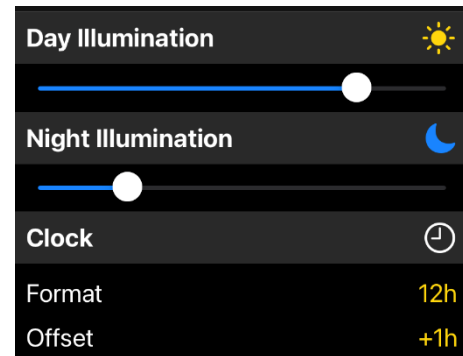 Day Illumination
Night Illumination
Clock
Format 12h
Offset +1h